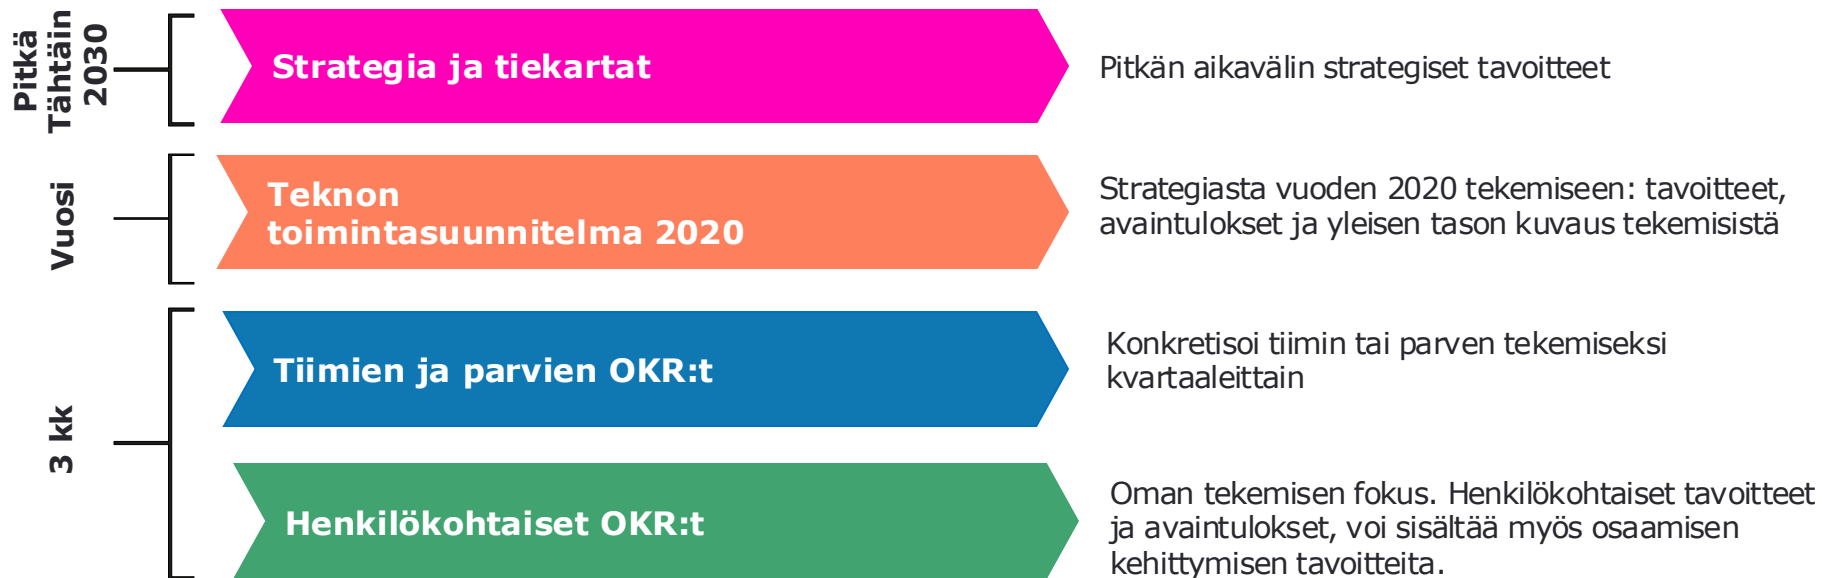 Pitkä
Tähtäin
2030
Strategia ja tiekartat
Pitkän aikavälin strategiset tavoitteet
Vuosi
Teknon
toimintasuunnitelma 2020
Strategiasta vuoden 2020 tekemiseen: tavoitteet,
avaintulokset ja yleisen tason kuvaus tekemisistä
3 kk
Tiimien ja parvien OKR:t
Konkretisoi tiimin tai parven tekemiseksi
kvartaaleittain
Henkilökohtaiset OKR:t
Oman tekemisen fokus. Henkilökohtaiset tavoitteet
ja avaintulokset, voi sisältää myös osaamisen
kehittymisen tavoitteita.